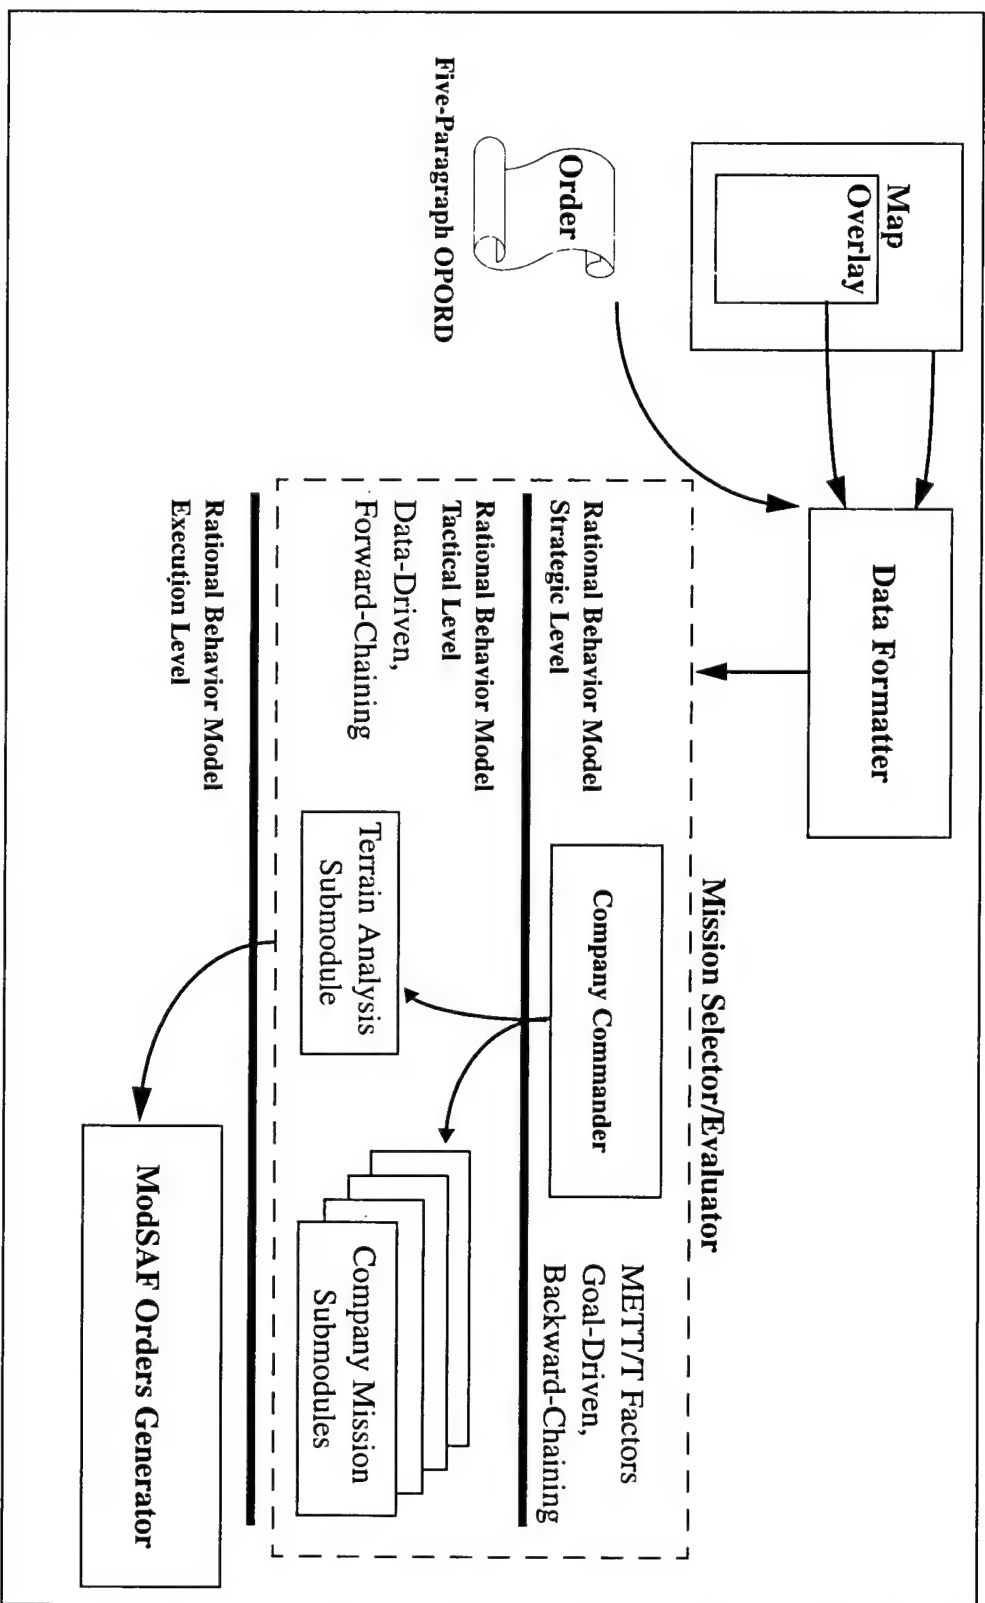 Map
Overlay
Order
Five-Paragraph OPORD
Data Formatter
Mission Selector/Evaluator
Rational Behavior Model
Strategic Level
Company Commander
METT/T Factors
Goal-Driven,
Backward-Chaining
Rational Behavior Model
Tactical Level
Data-Driven,
Forward-Chaining
Terrain Analysis
Submodule
Company Mission
Submodules
Rational Behavior Model
Execution Level
ModSAF Orders Generator